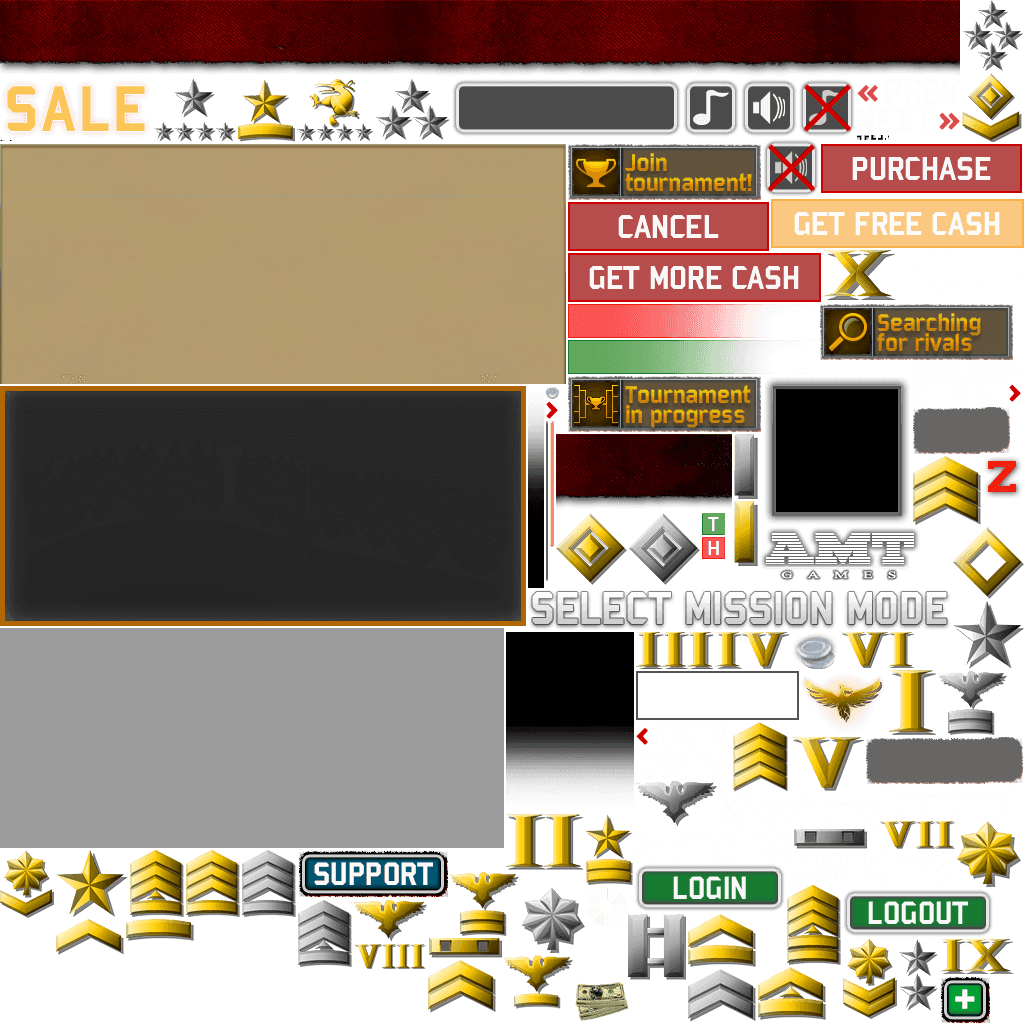 SALE
Join
tournament!
PURCHASE
CANCEL
GET FREE CASH
GET MORE CASH
X
Searching
for rivals
Tournament
in progress
Z
T
H
AMT
GAMES
SELECT MISSION MODE
IIIIIV
VI
I
V
II
VII
SUPPORT
LOGIN
LOGOUT
VIII
IX